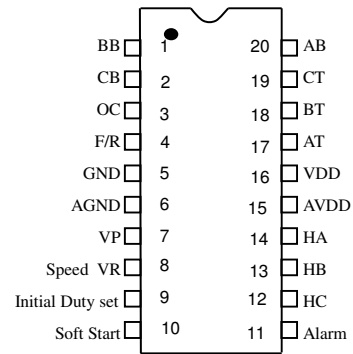 BB 1 20 AB
CB 2 19 CT
OC 3 18 BT
F/R 4 17 AT
GND 5 16 VDD
AGND 6 15 AVDD
VP 7 14 HA
Speed VR 8 13 HB
Initial Duty set 9 12 HC
Soft Start 10 11 Alarm